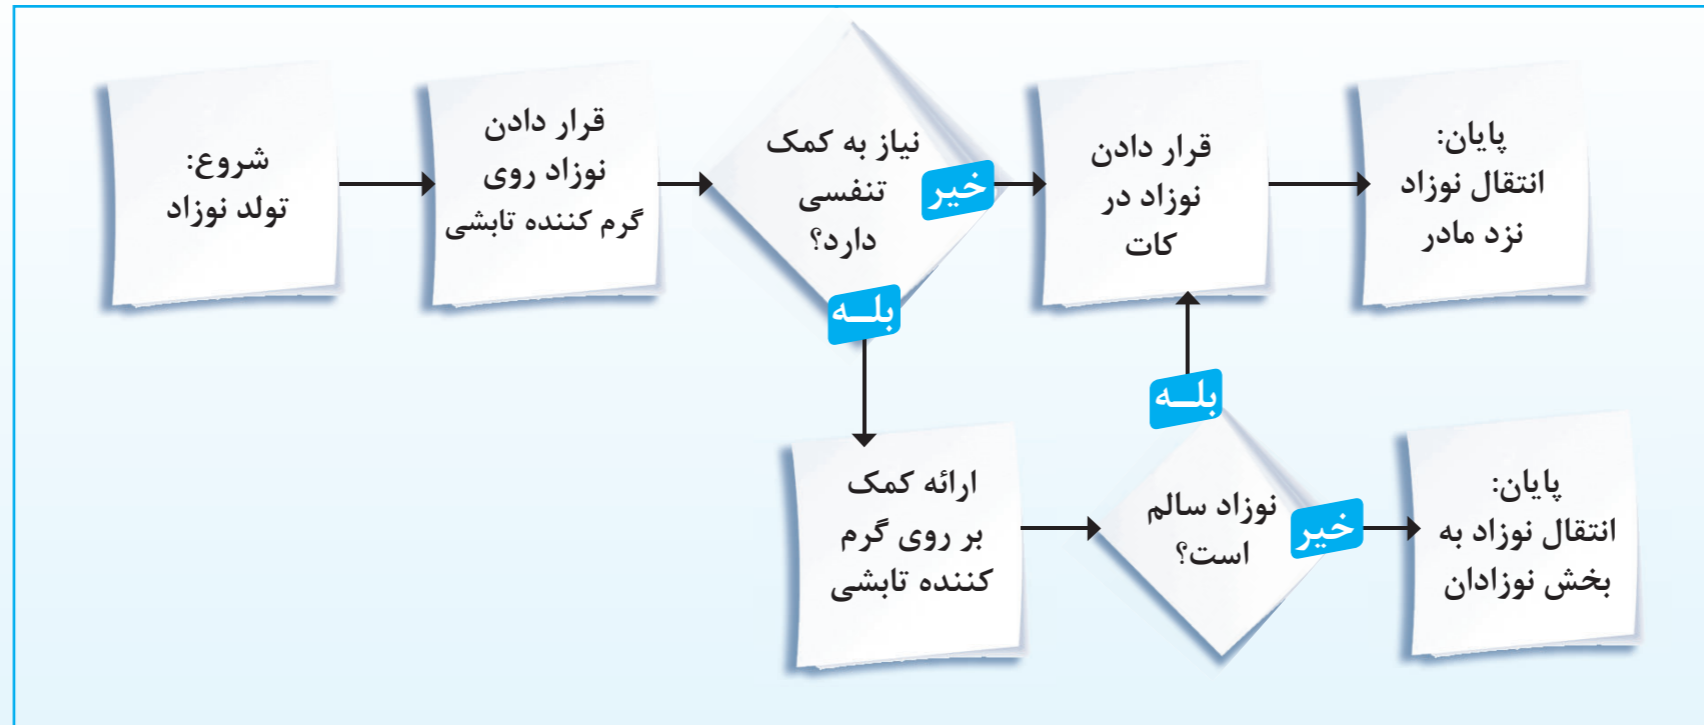 شروع:
تولد نوزاد
قرار دادن
نوزاد روی
گرم کننده تابشی
نیاز به کمک
تنفسی
دارد؟
خیر
بلــه
قرار دادن
نوزاد در
کات
پایان:
انتقال نوزاد
نزد مادر
ارائه کمک
بر روی گرم
کننده تابشی
نوزاد سالم
است؟
بلــه
خیر
پایان:
انتقال نوزاد به
بخش نوزادان